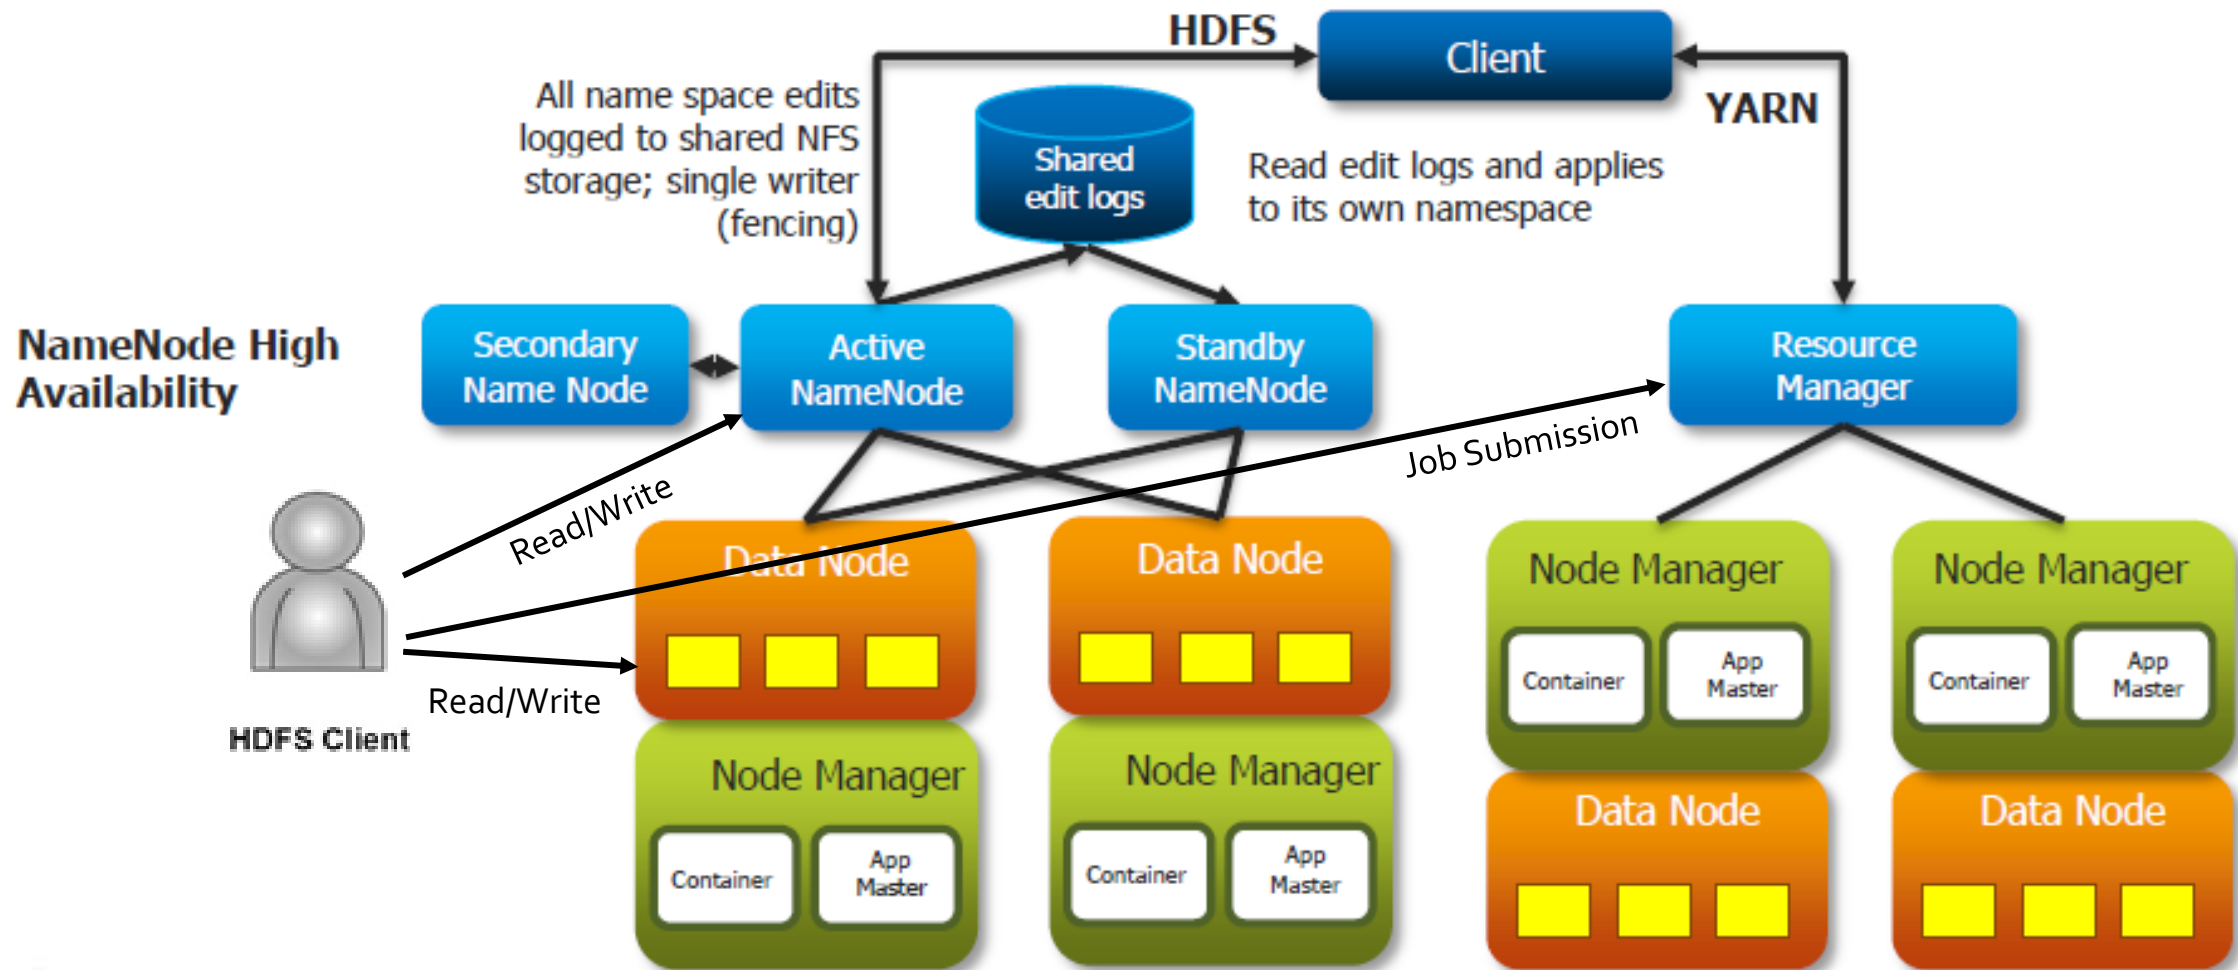 HDFS
Client
YARN
All name space edits
logged to shared NFS
storage; single writer
(fencing)
Shared
edit logs
Read edit logs and applies
to its own namespace
NameNode High
Availability
Secondary
Name Node
Active
NameNode
Standby
NameNode
Resource
Manager
Read/Write
Job Submission
Read/Write
HDFS Client
Data Node
Data Node
Node Manager
Container
App
Master
Node Manager
Container
App
Master
Node Manager
Container
App
Master
Node Manager
Container
App
Master
Data Node
Data Node